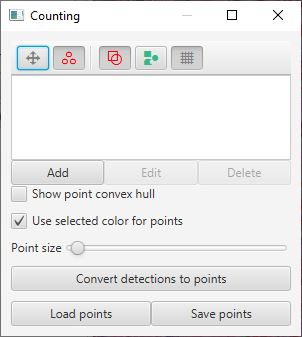 Counting
Add Edit Delete
Show point convex hull
Use selected color for points
Point size
Convert detections to points
Load points Save points